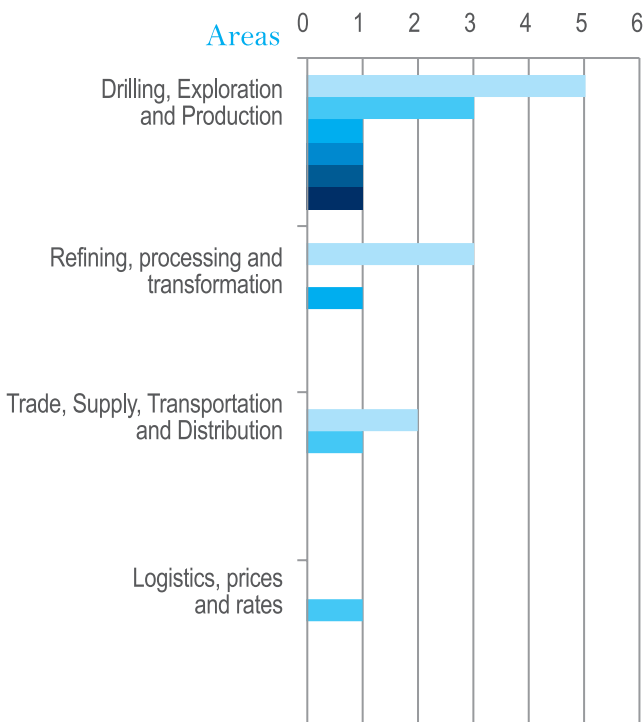 Areas
0 1 2 3 4 5 6
Drilling, Exploration
and Production
Refining, processing and
transformation
Trade, Supply, Transportation
and Distribution
Logistics, prices
and rates